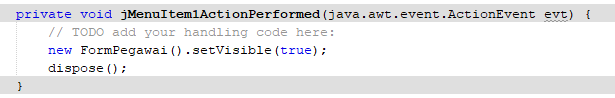 private void jMenuItem1ActionPerformed(java.awt.event.ActionEvent evt) {
    // TODO add your handling code here:
    new FormPegawai().setVisible(true);
    dispose();
}